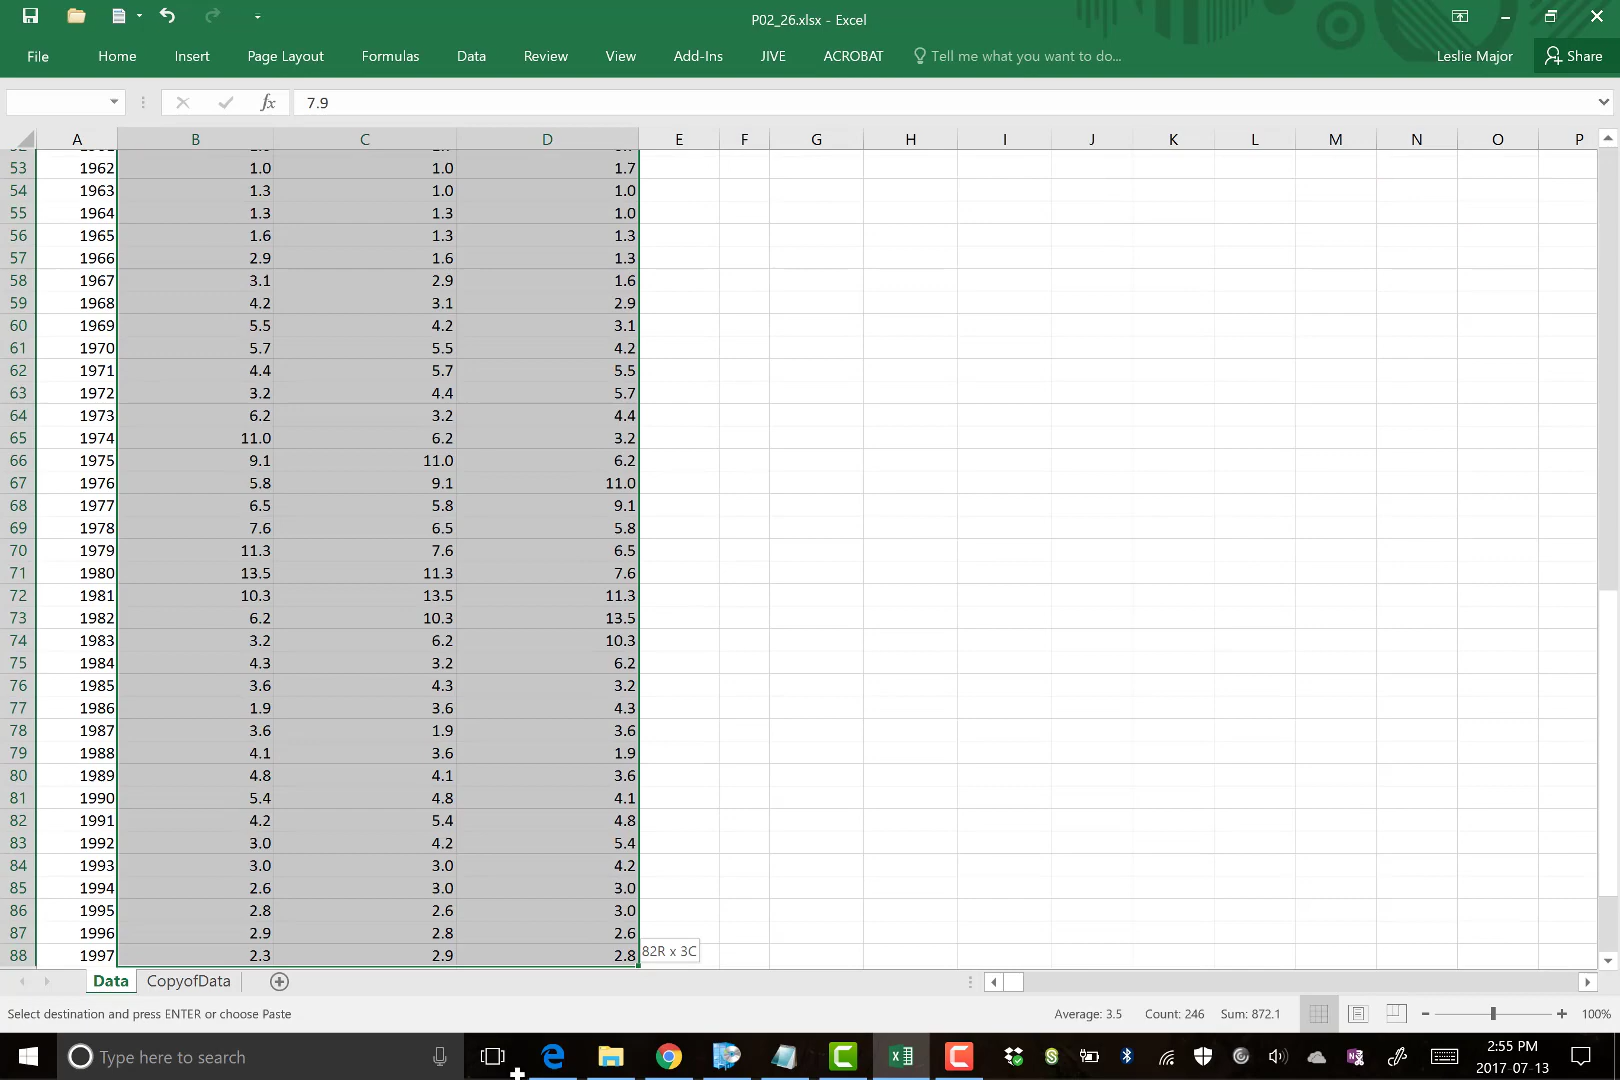 P02_26.xlsx - Excel
File Home Insert Page Layout Formulas Data Review View Add-Ins JIVE ACROBAT Tell me what you want to do... Leslie Major Share
fx 7.9
A B C D E F G H I J K L M N O P
53 1962 1.0 1.0 1.7
54 1963 1.3 1.0 1.0
55 1964 1.3 1.3 1.0
56 1965 1.6 1.3 1.3
57 1966 2.9 1.6 1.3
58 1967 3.1 2.9 1.6
59 1968 4.2 3.1 2.9
60 1969 5.5 4.2 3.1
61 1970 5.7 5.5 4.2
62 1971 4.4 5.7 5.5
63 1972 3.2 4.4 5.7
64 1973 6.2 3.2 4.4
65 1974 11.0 6.2 3.2
66 1975 9.1 11.0 6.2
67 1976 5.8 9.1 11.0
68 1977 6.5 5.8 9.1
69 1978 7.6 6.5 5.8
70 1979 11.3 7.6 6.5
71 1980 13.5 11.3 7.6
72 1981 10.3 13.5 11.3
73 1982 6.2 10.3 13.5
74 1983 3.2 6.2 10.3
75 1984 4.3 3.2 6.2
76 1985 3.6 4.3 3.2
77 1986 1.9 3.6 4.3
78 1987 3.6 1.9 3.6
79 1988 4.1 3.6 1.9
80 1989 4.8 4.1 3.6
81 1990 5.4 4.8 4.1
82 1991 4.2 5.4 4.8
83 1992 3.0 4.2 5.4
84 1993 3.0 3.0 4.2
85 1994 2.6 3.0 3.0
86 1995 2.8 2.6 3.0
87 1996 2.9 2.8 2.6
88 1997 2.3 2.9 2.8 82R x 3C
Data CopyofData
Select destination and press ENTER or choose Paste Average: 3.5 Count: 246 Sum: 872.1 100%
Type here to search 2:55 PM
2017-07-13